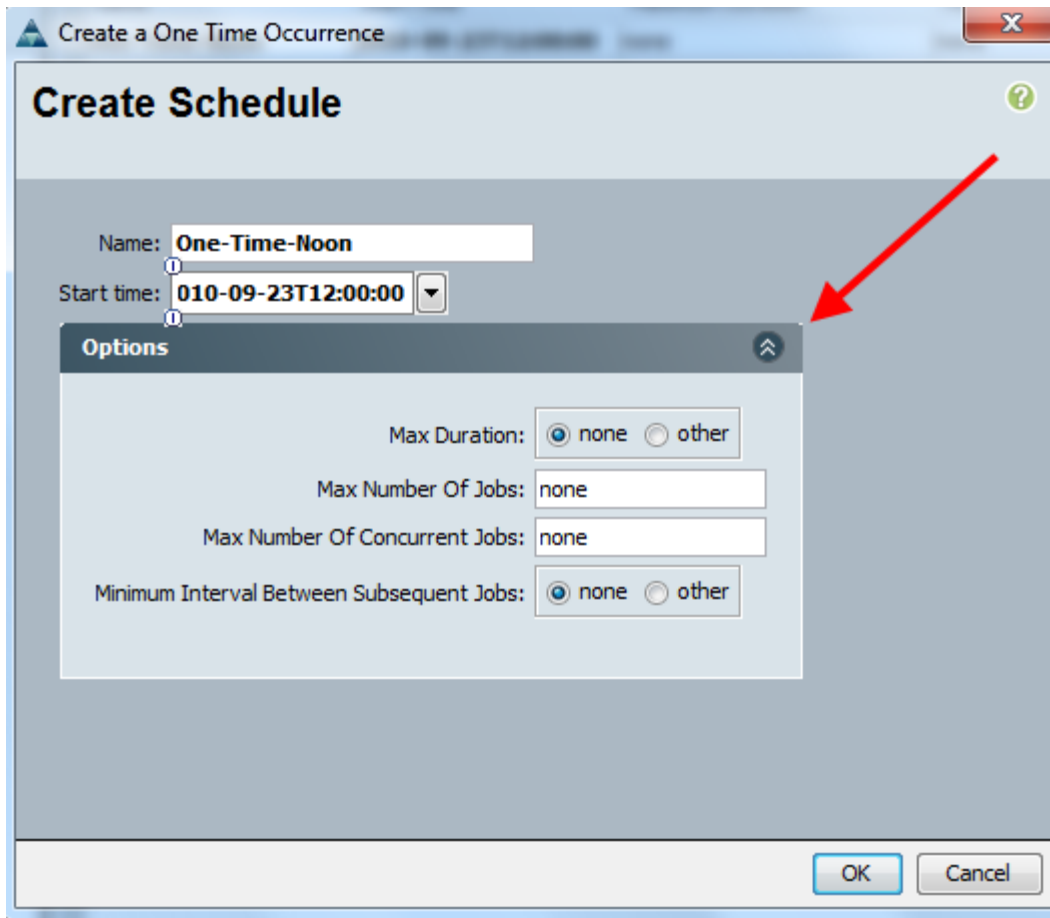 Create a One Time Occurrence
Create Schedule
Name: One-Time-Noon
Start time: 010-09-23T12:00:00
Options
Max Duration: none other
Max Number Of Jobs: none
Max Number Of Concurrent Jobs: none
Minimum Interval Between Subsequent Jobs: none other
OK Cancel